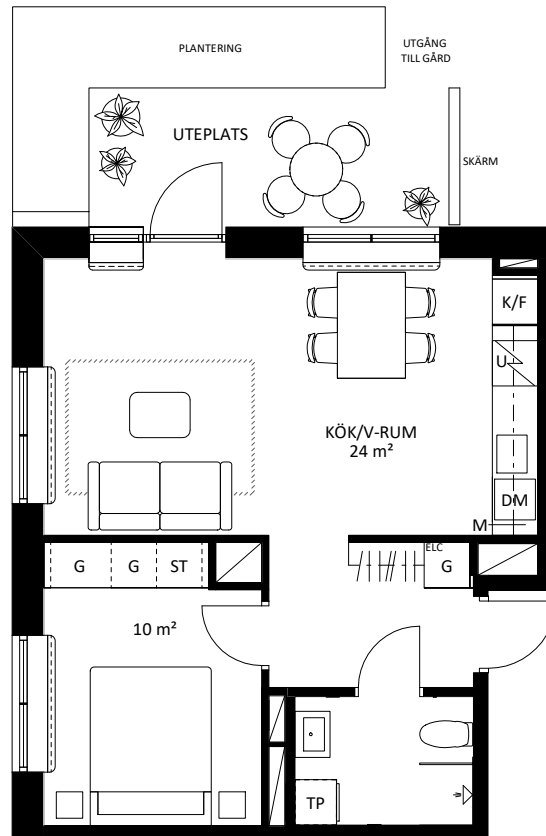 PLANTERING
UTGÅNG
TILL GÅRD
UTEPLATS
SKÄRM
K/F
U
KÖK/V-RUM
24 m²
DM
M
ELC
G
G
ST
G
10 m²
TP